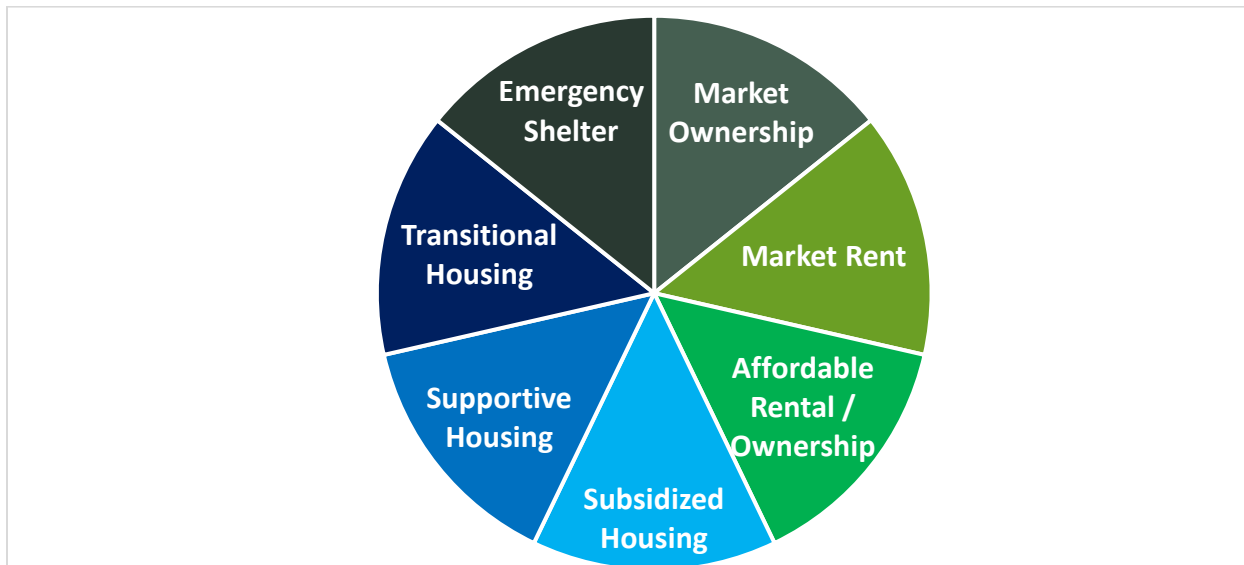 Emergency
Shelter
Market
Ownership
Transitional
Housing
Market Rent
Supportive
Housing
Affordable
Rental /
Ownership
Subsidized
Housing